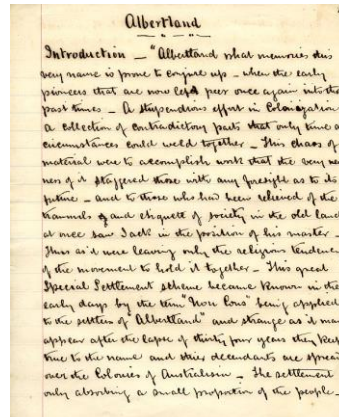 Albertland
Introduction – "Albertland what memories this
very name is prone to conjure up – when the early
pioneers that are now left peer once again into the
past times – A stupendous effort in Colonization
a collection of contradictory parts that only time &
circumstances could weld together – This chaos of
material were to accomplish work that the very
ness of it staggered those with any foresight as to its
future – and to those who had been relieved of the
trammels and etiquette of society in the old land
at once saw Jack in the position of his master –
Thus as it were leaving only the religious tendenc
of the movement to hold it together – This great
Special Settlement scheme became known in the
early days by the term "Non Cons" being applied
to the settlers of "Albertland" and strange as it may
appear after the lapse of thirty four years they kept
true to the name and their decendants are spread
over the Colonies of Australasia – The settlement
only absorbing a small proportion of the people –